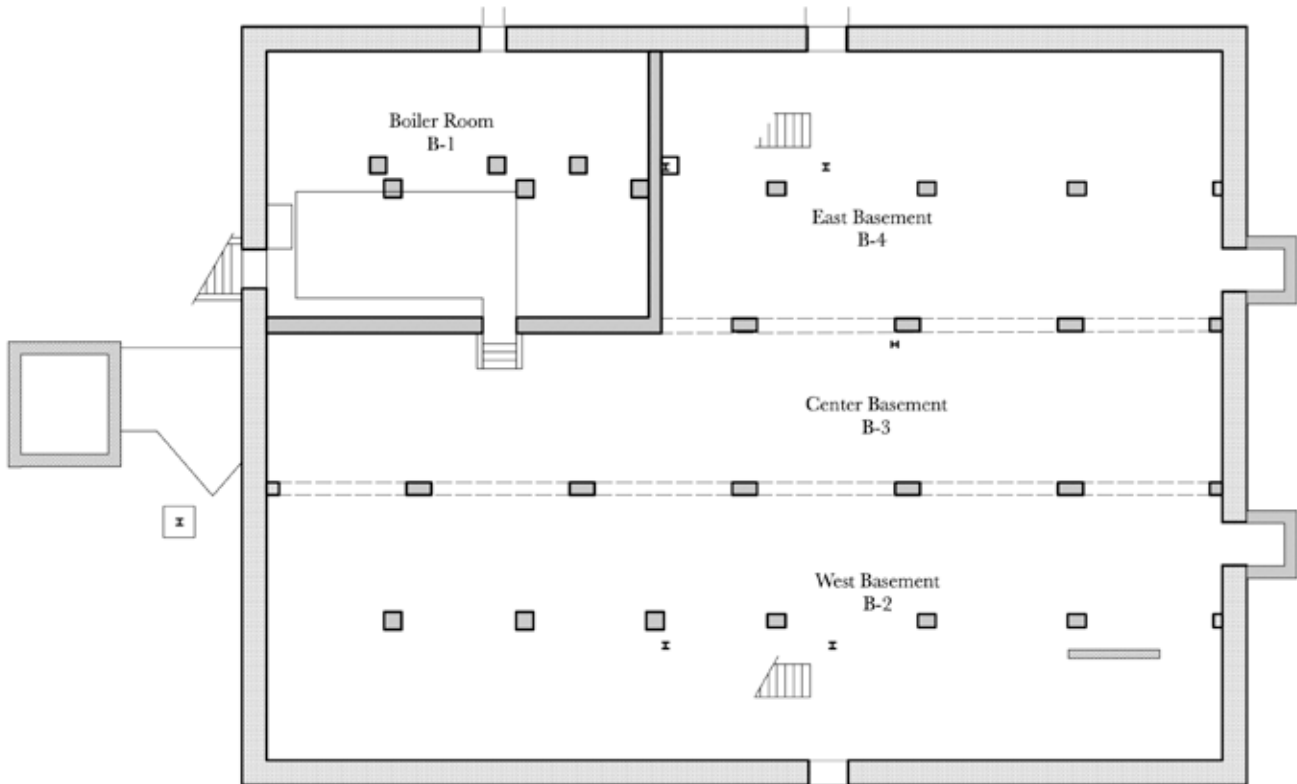 Boiler Room
B-1
East Basement
B-4
Center Basement
B-3
West Basement
B-2